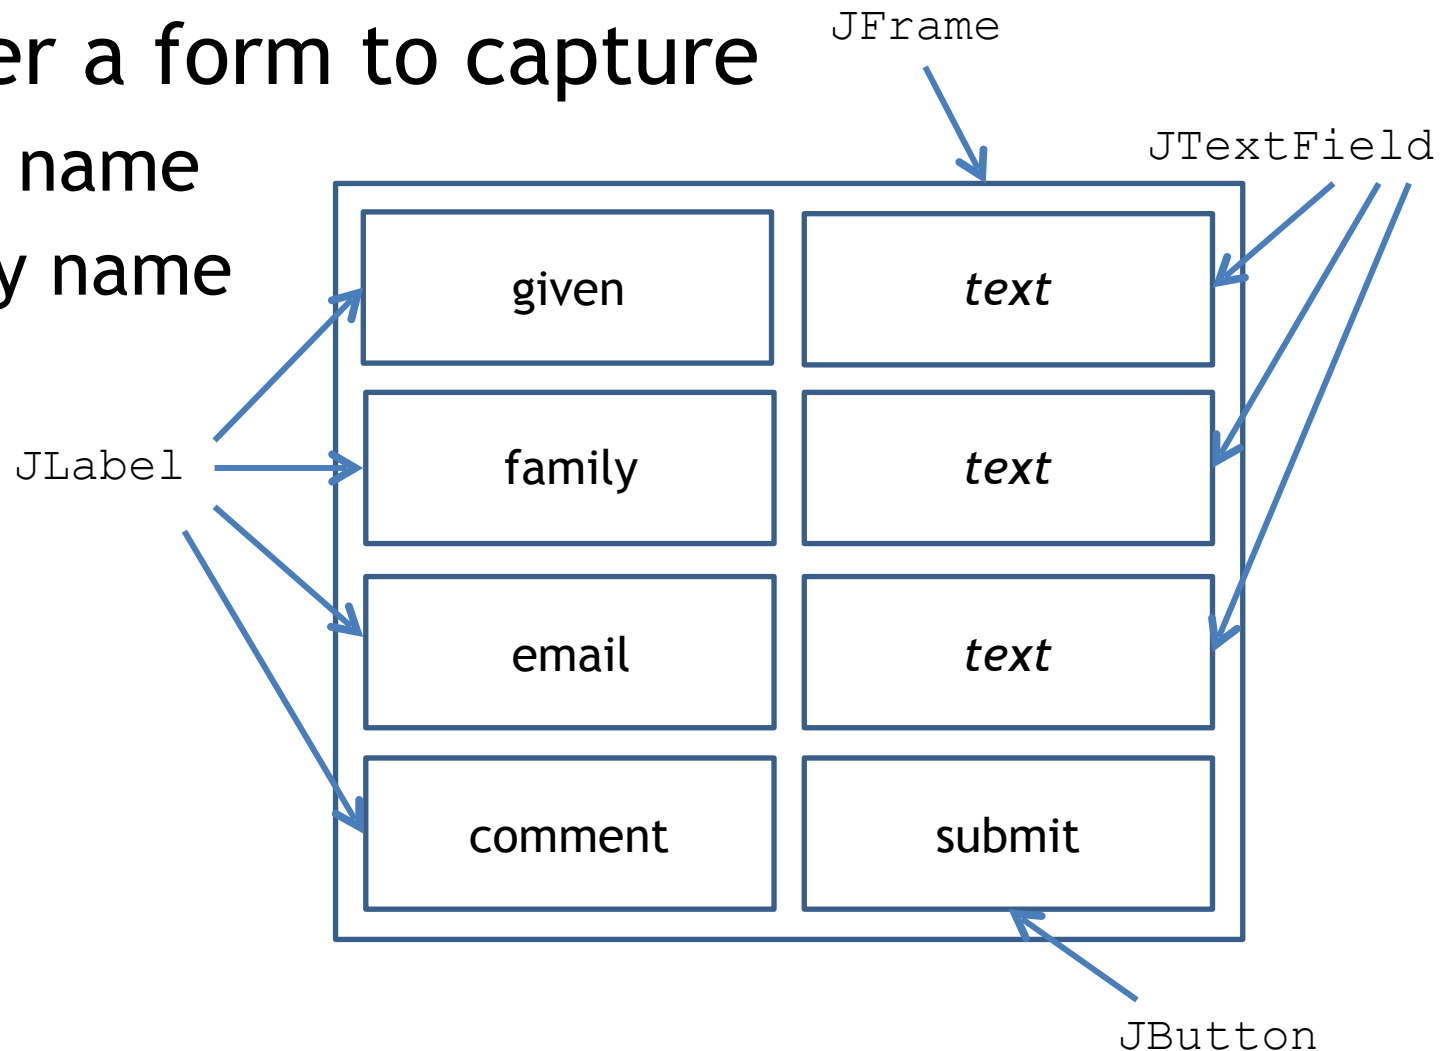 er a form to capture
name
y name
JFrame
JTextField
JLabel
given
text
family
text
email
text
comment
submit
JButton